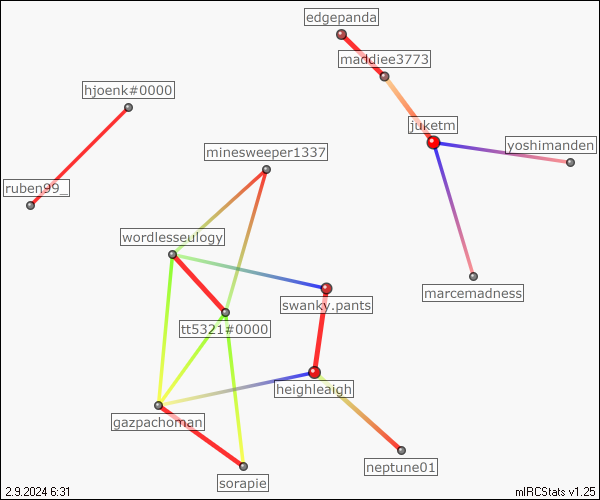 edgepanda
maddiee3773
hjoenk#0000
juketm
yoshimanden
minesweeper1337
ruben99_
wordlesseulogy
marcemadness
swanky.pants
tt5321#0000
heighleaigh
gazpachoman
neptune01
sorapie
2.9.2024 6:31
mIRCStats v1.25